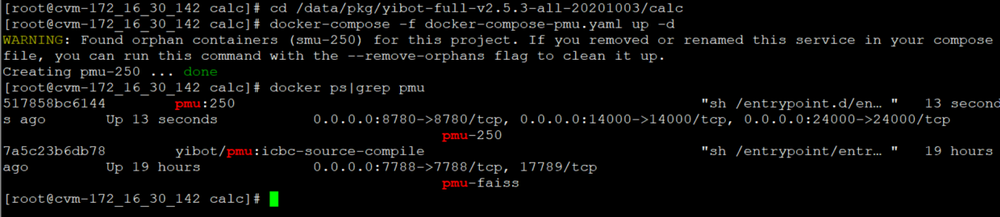 [root@cvm-172_16_30_142 calc]# cd /data/pkg/yibot-full-v2.5.3-all-20201003/calc
[root@cvm-172_16_30_142 calc]# docker-compose -f docker-compose-pmu.yaml up -d
WARNING: Found orphan containers (smu-250) for this project. If you removed or renamed this service in your compose
file, you can run this command with the --remove-orphans flag to clean it up.
Creating pmu-250 ... done
[root@cvm-172_16_30_142 calc]# docker ps|grep pmu
517858bc6144        pmu:250                                                          "sh /entrypoint.d/en… "   13 second
s ago       Up 13 seconds            0.0.0.0:8780->8780/tcp, 0.0.0.0:14000->14000/tcp, 0.0.0.0:24000->24000/tcp
                                                     pmu-250
7a5c23b6db78        yibot/pmu:icbc-source-compile                                    "sh /entrypoint/entr… "   19 hours
ago         Up 19 hours              0.0.0.0:7788->7788/tcp, 17789/tcp
                                                     pmu-faiss
[root@cvm-172_16_30_142 calc]#